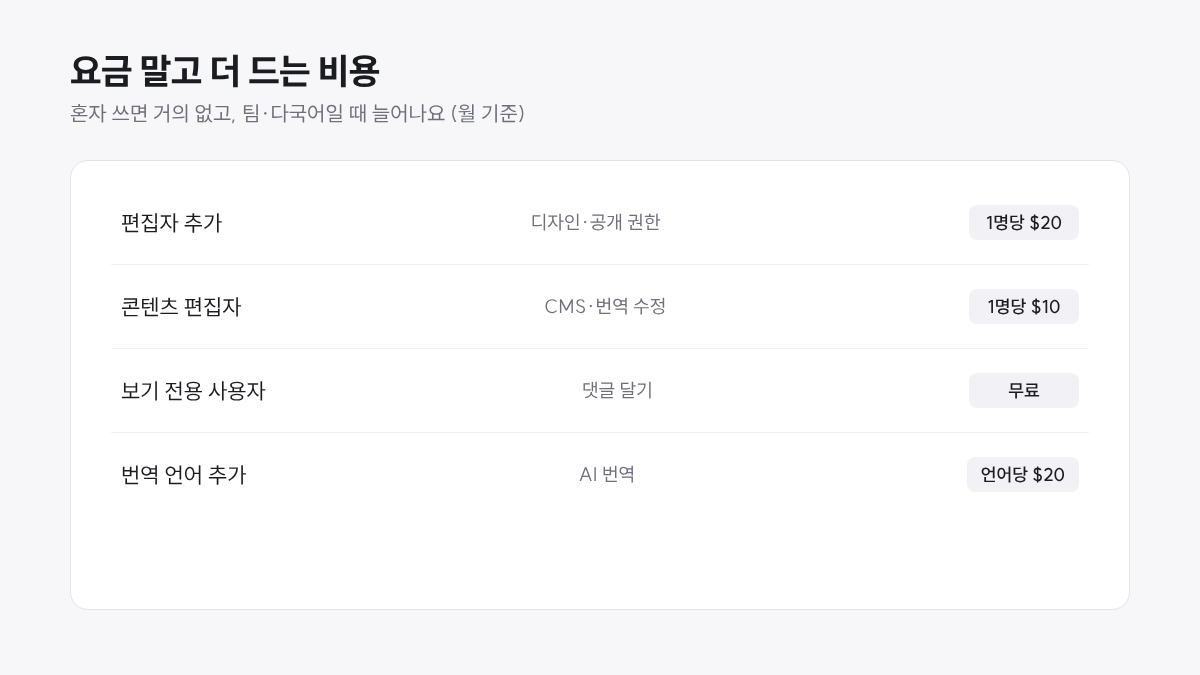 요금 말고 더 드는 비용
혼자 쓰면 거의 없고, 팀·다국어일 때 늘어나요 (월 기준)
편집자 추가 디자인·공개 권한 1명당 $20
콘텐츠 편집자 CMS·번역 수정 1명당 $10
보기 전용 사용자 댓글 달기 무료
번역 언어 추가 AI 번역 언어당 $20